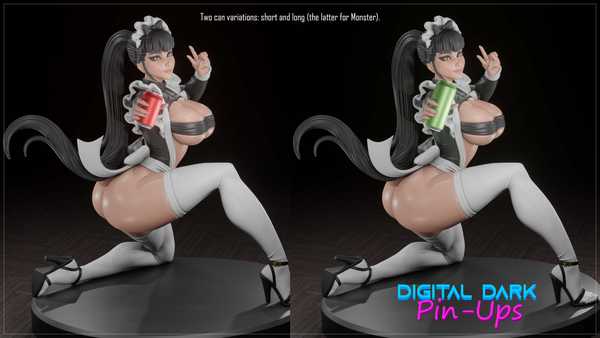 Two can variations: short and long (the latter for Monster).
DIGITAL DARK
Pin-Ups